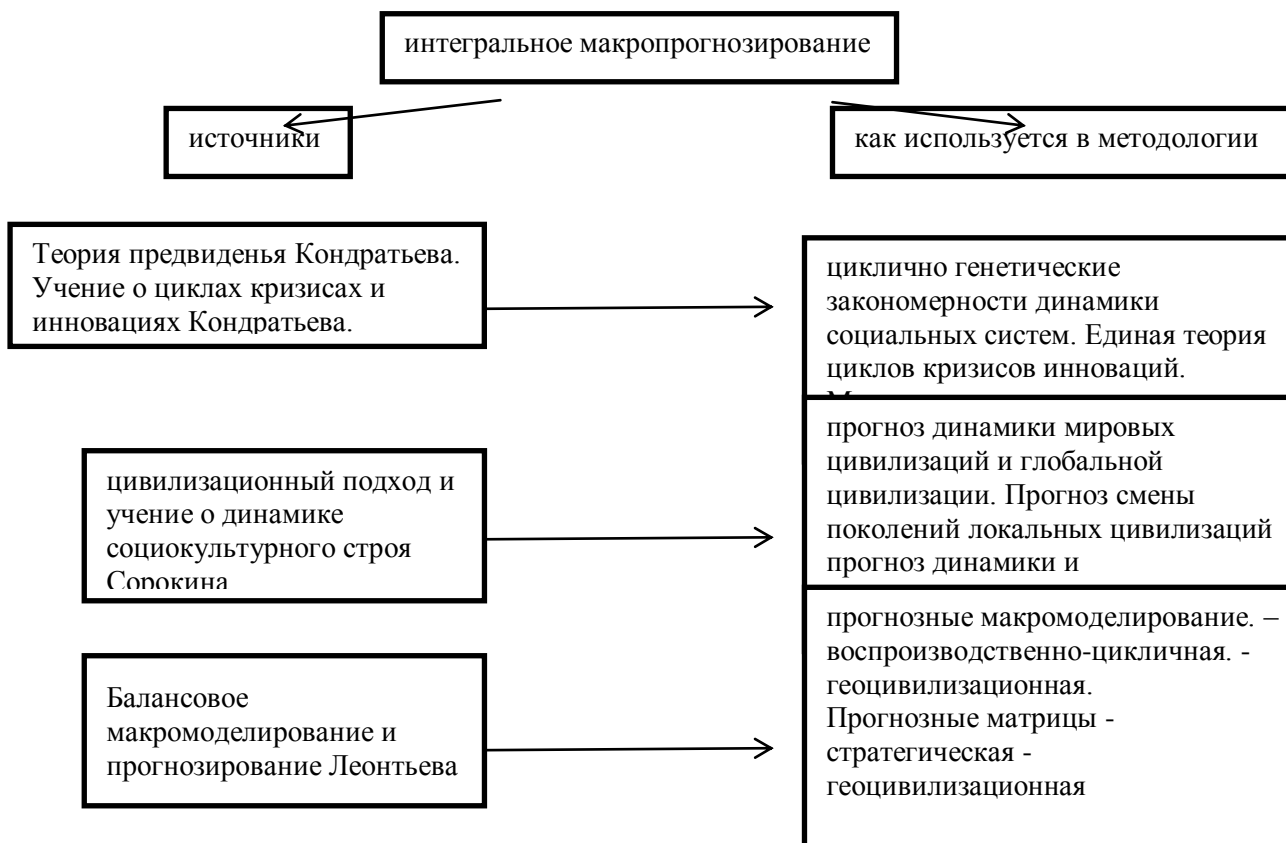 интегральное макропрогнозирование
источники
как используется в методологии
Теория предвиденья Кондратьева.
Учение о циклах кризисах и
инновациях Кондратьева.
циклично генетические
закономерности динамики
социальных систем. Единая теория
циклов кризисов инноваций.
цивилизационный подход и
учение о динамике
социокультурного строя
Сорокина
прогноз динамики мировых
цивилизаций и глобальной
цивилизации. Прогноз смены
поколений локальных цивилизаций
прогноз динамики и
Балансовое
макромоделирование и
прогнозирование Леонтьева
прогнозные макромоделирование. –
воспроизводственно-цикличная. -
геоцивилизационная.
Прогнозные матрицы -
стратегическая -
геоцивилизационная